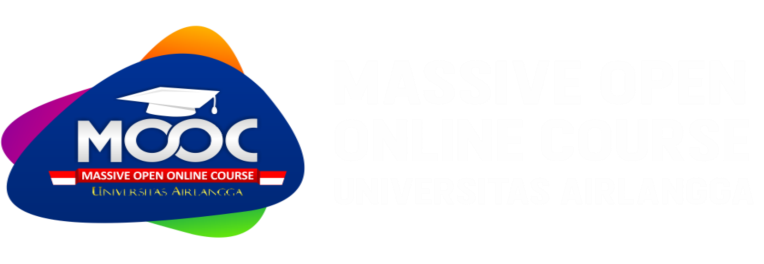 MOOC
MASSIVE OPEN ONLINE COURSE
UNIVERSITAS AIRLANGGA
MASSIVE OPEN
ONLINE COURSE
UNIVERSITAS AIRLANGGA